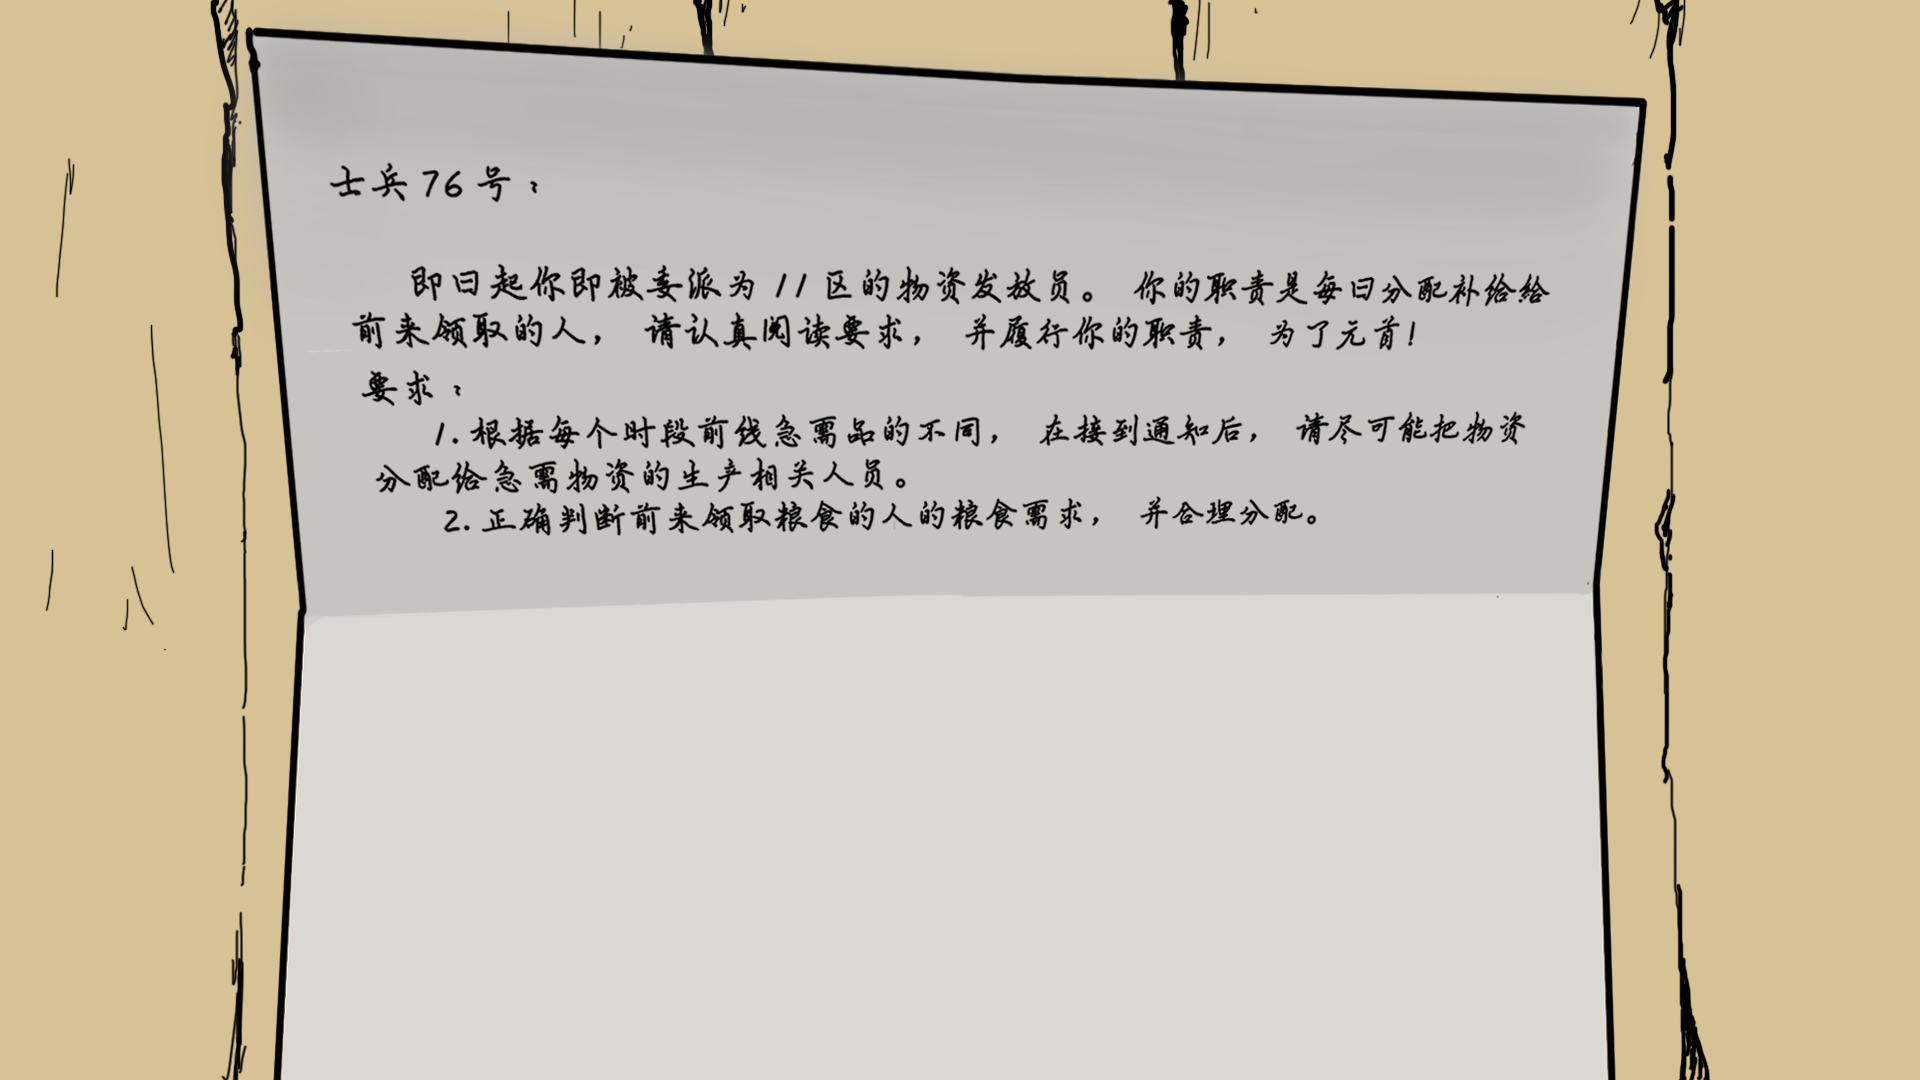 士兵76号：
即日起你即被委派为11区的物资发放员。 你的职责是每日分配补给给
前来领取的人， 请认真阅读要求， 并履行你的职责， 为了元首！
要求：
1.根据每个时段前线急需品的不同， 在接到通知后， 请尽可能把物资
分配给急需物资的生产相关人员。
2.正确判断前来领取粮食的人的粮食需求， 并合理分配。